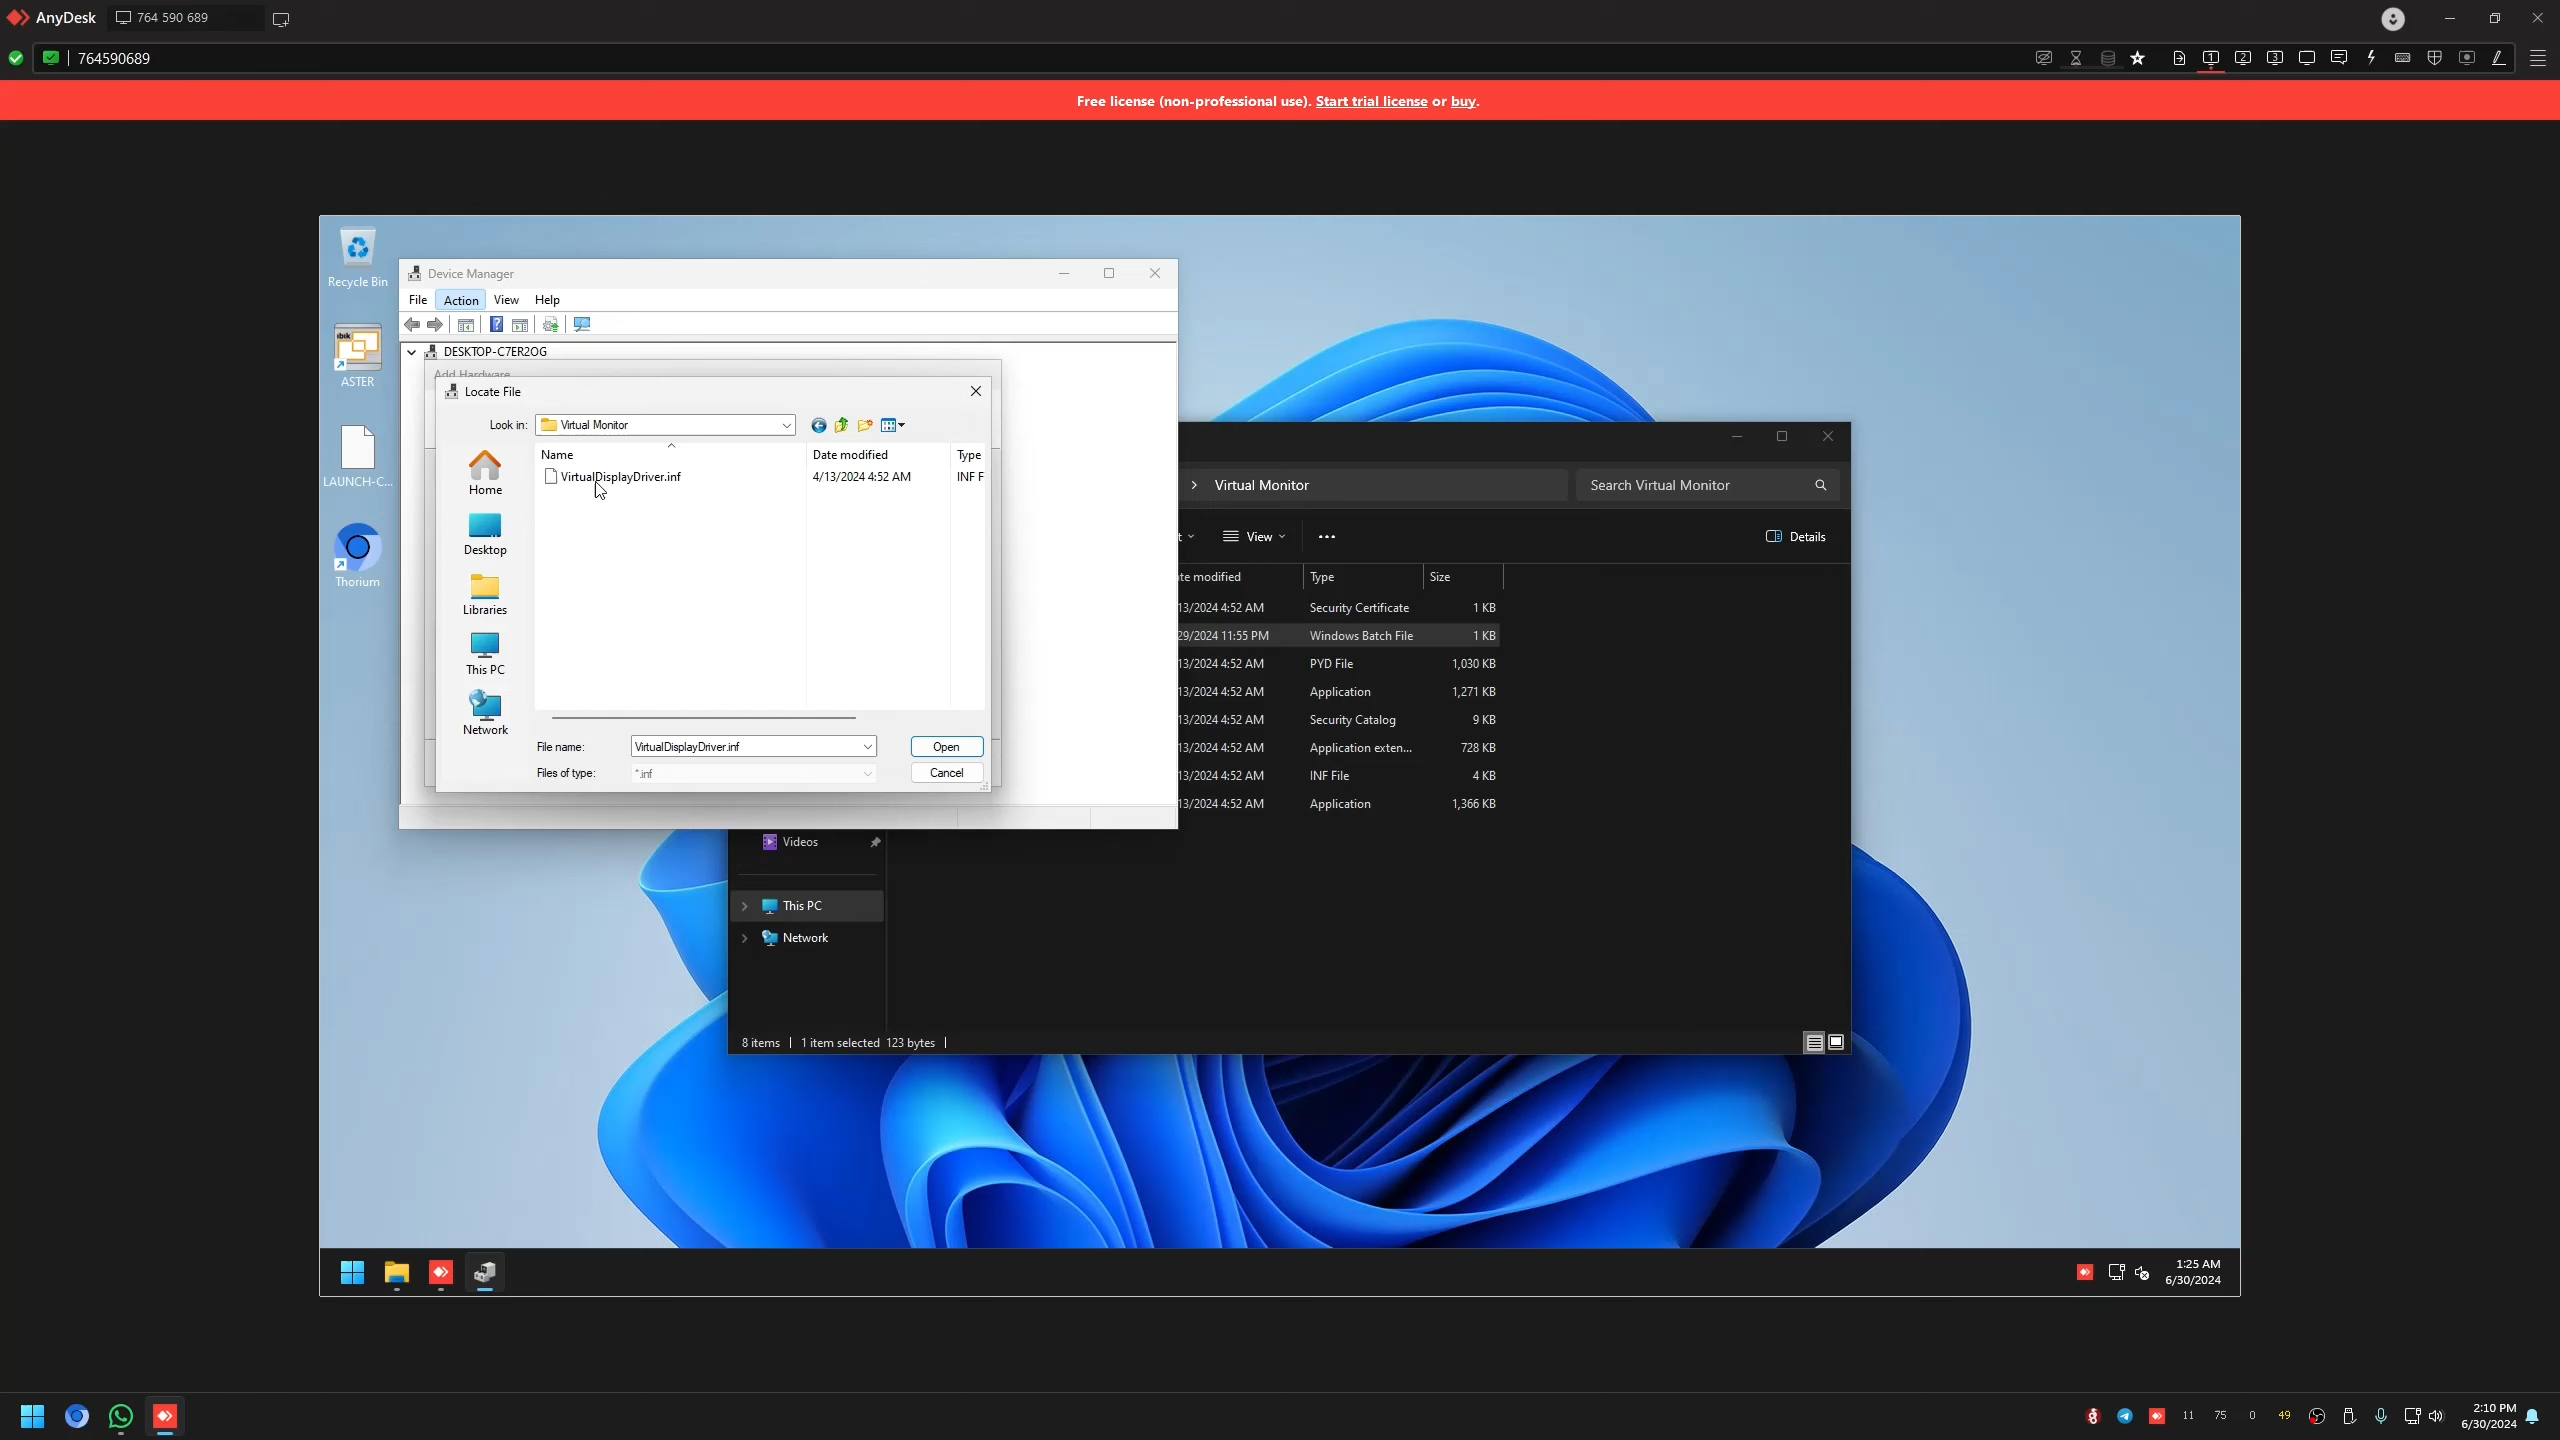 AnyDesk
764 590 689
764590689
1
2
3
Free license (non-professional use). Start trial license or buy.
Recycle Bin
ibik
ASTER
LAUNCH-C...
Thorium
Device Manager
File Action View Help
DESKTOP-C7ER2OG
Add Hardware
Locate File
Look in: Virtual Monitor
Home
Desktop
Libraries
This PC
Network
Name Date modified Type
VirtualDisplayDriver.inf 4/13/2024 4:52 AM INF F
File name: VirtualDisplayDriver.inf Open
Files of type: *.inf Cancel
Virtual Monitor
Search Virtual Monitor
t View Details
te modified Type Size
13/2024 4:52 AM Security Certificate 1 KB
29/2024 11:55 PM Windows Batch File 1 KB
13/2024 4:52 AM PYD File 1,030 KB
13/2024 4:52 AM Application 1,271 KB
13/2024 4:52 AM Security Catalog 9 KB
13/2024 4:52 AM Application exten... 728 KB
13/2024 4:52 AM INF File 4 KB
13/2024 4:52 AM Application 1,366 KB
Videos
This PC
Network
8 items 1 item selected 123 bytes
1:25 AM
6/30/2024
11 75 0 49
2:10 PM
6/30/2024